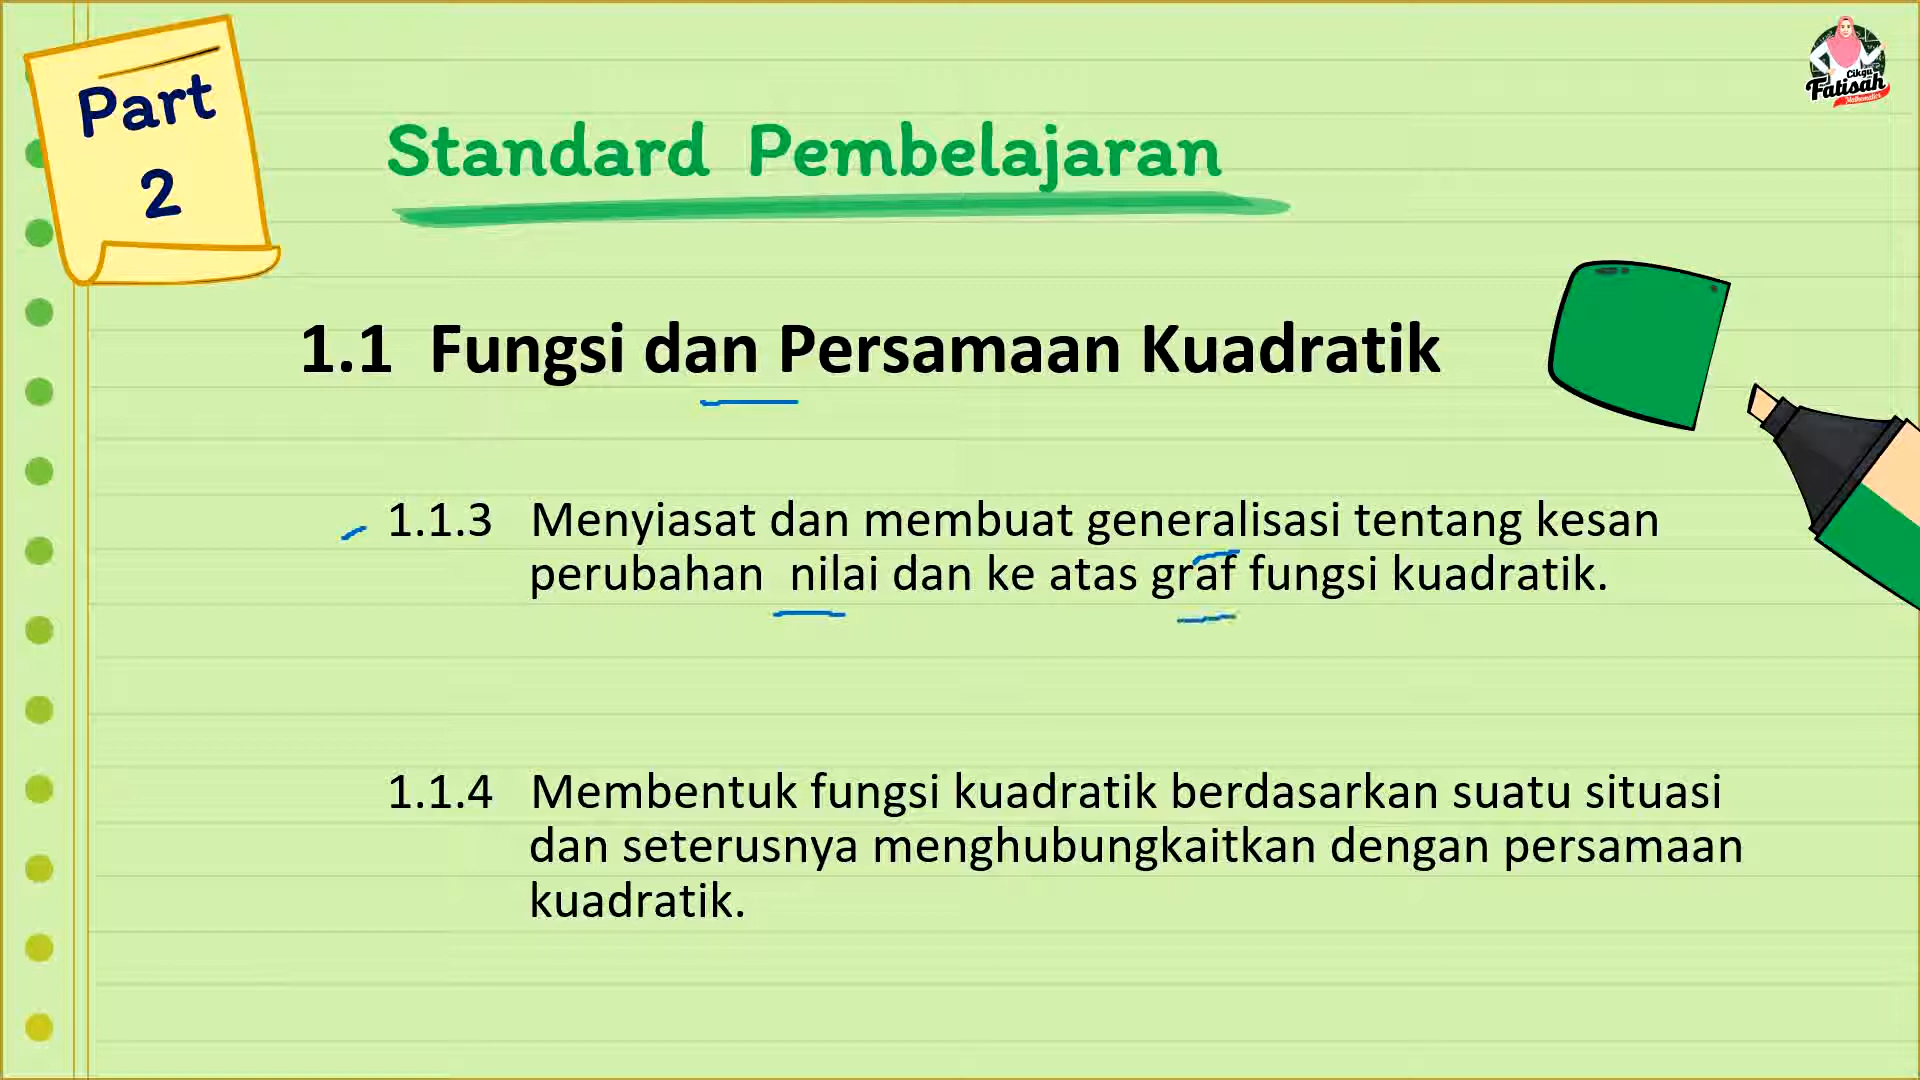 Part
2
Cikgu
Fatisah
Mathematics
Standard Pembelajaran
1.1 Fungsi dan Persamaan Kuadratik
1.1.3 Menyiasat dan membuat generalisasi tentang kesan
perubahan nilai dan ke atas graf fungsi kuadratik.
1.1.4 Membentuk fungsi kuadratik berdasarkan suatu situasi
dan seterusnya menghubungkaitkan dengan persamaan
kuadratik.